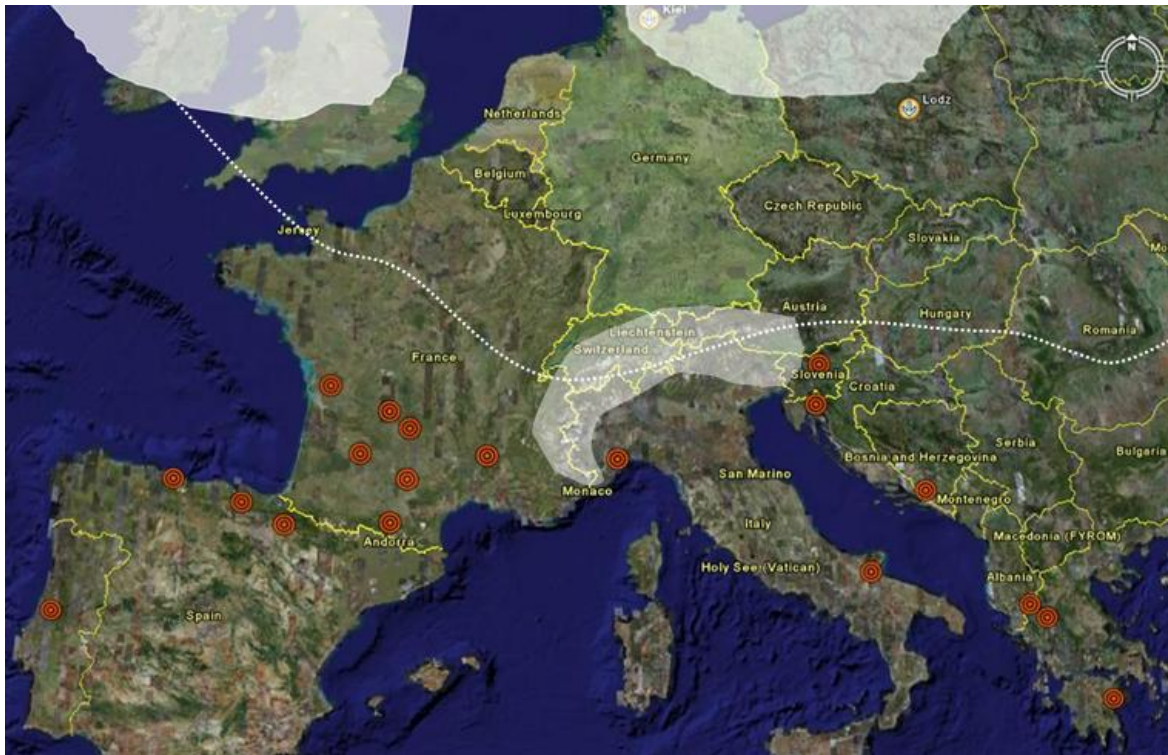 Kiel
N
Lodz
Netherlands
Germany
Belgium
Luxembourg
Czech Republic
Slovakia
Jersey
Mo
Austria
Hungary
Liechtenstein
Romania
Switzerland
France
Slovenia
Croatia
Serbia
Bosnia and Herzegovina
Bulgaria
San Marino
Monaco
Montenegro
Italy
Andorra
Macedonia (FYROM)
Holy See (Vatican)
Albania
Spain